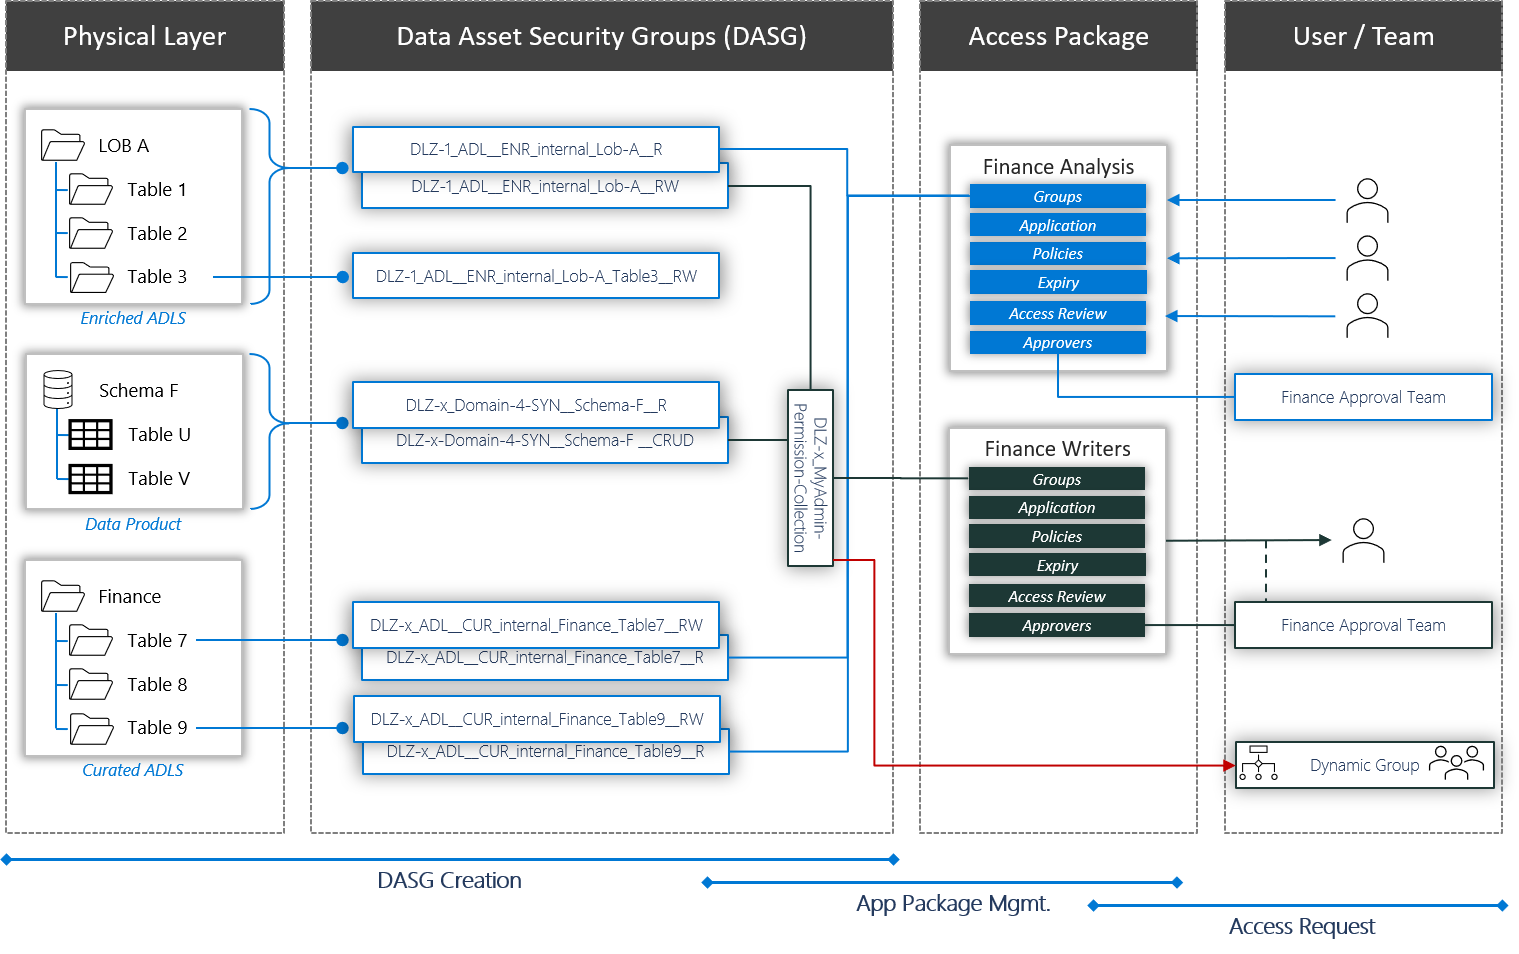 Physical Layer
Data Asset Security Groups (DASG)
Access Package
User / Team
LOB A
Table 1
Table 2
Table 3
Enriched ADLS
Schema F
Table U
Table V
Data Product
Finance
Table 7
Table 8
Table 9
Curated ADLS
DLZ-1_ADL__ENR_internal_Lob-A__R
DLZ-1_ADL__ENR_internal_Lob-A__RW
DLZ-1_ADL__ENR_internal_Lob-A_Table3__RW
DLZ-x_Domain-4-SYN__Schema-F__R
DLZ-x-Domain-4-SYN__Schema-F __CRUD
DLZ-x_MyAdmin-
Permission-Collection
DLZ-x_ADL__CUR_internal_Finance_Table7__RW
DLZ-x_ADL__CUR_internal_Finance_Table7__R
DLZ-x_ADL__CUR_internal_Finance_Table9__RW
DLZ-x_ADL__CUR_internal_Finance_Table9__R
Finance Analysis
Groups
Application
Policies
Expiry
Access Review
Approvers
Finance Writers
Groups
Application
Policies
Expiry
Access Review
Approvers
Finance Approval Team
Finance Approval Team
Dynamic Group
DASG Creation
App Package Mgmt.
Access Request